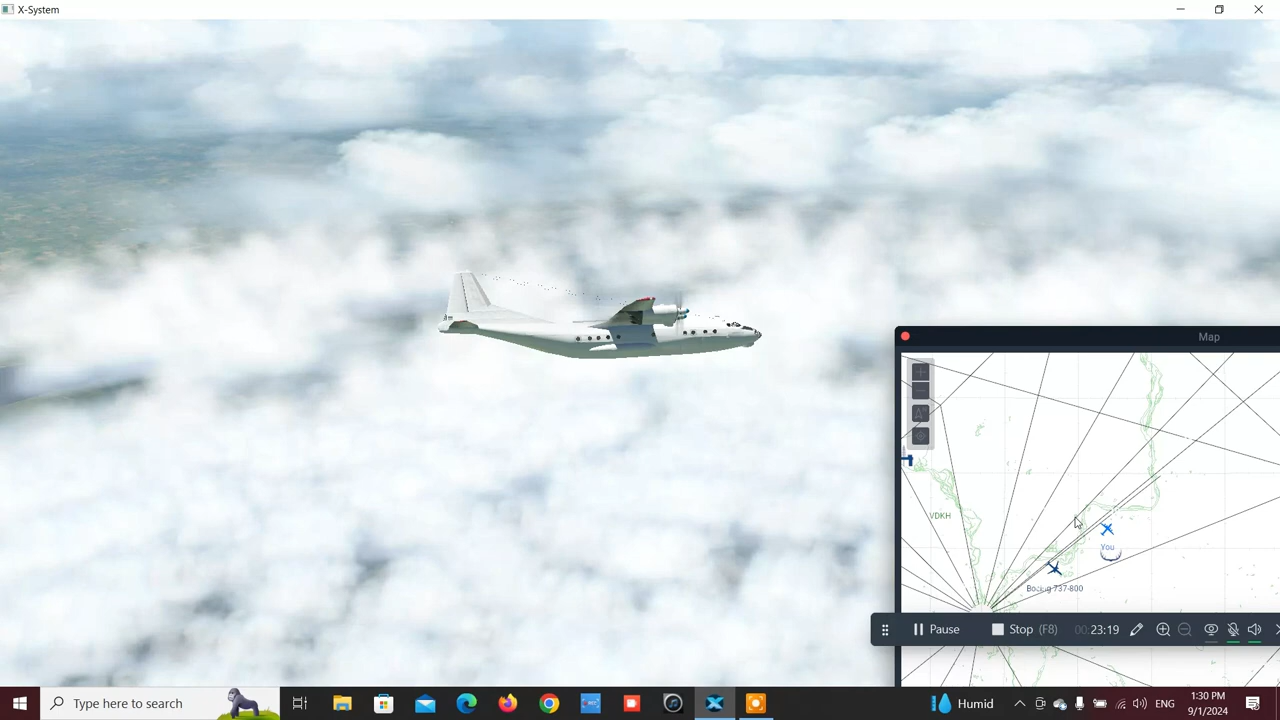 X-System
Map
VDKH
You
Boeing 737-800
Pause
Stop (F8)
00:23:19
Type here to search
REC
Humid
ENG
1:30 PM
9/1/2024